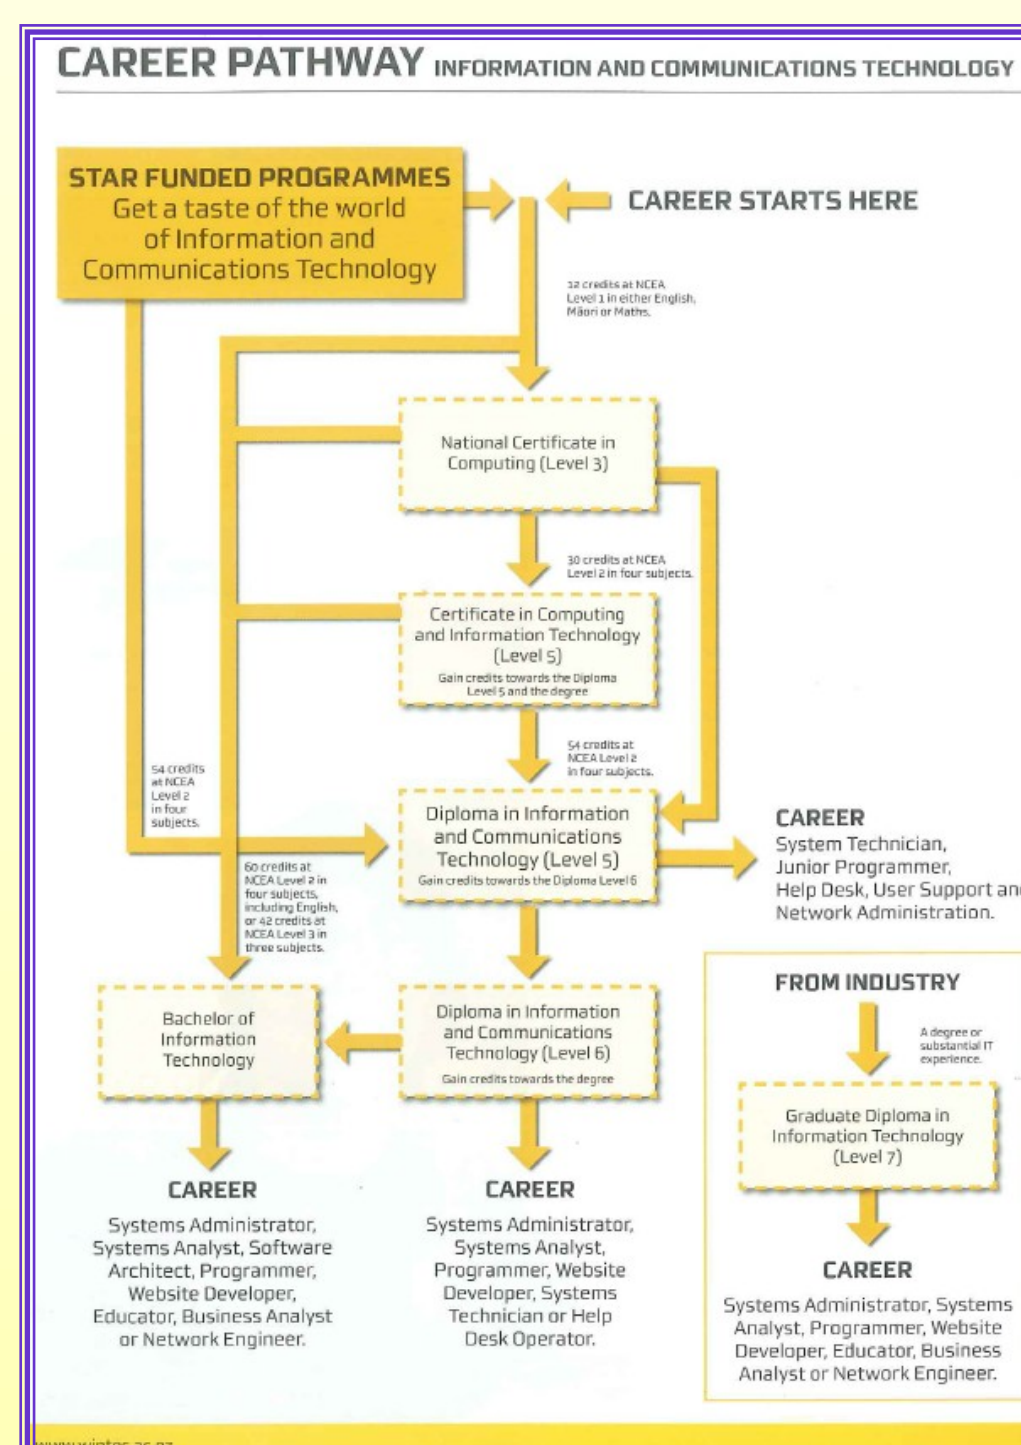 CAREER PATHWAY INFORMATION AND COMMUNICATIONS TECHNOLOGY
STAR FUNDED PROGRAMMES
Get a taste of the world
of Information and
Communications Technology
CAREER STARTS HERE
12 credits at NCEA
Level 1 in either English,
Māori or Maths.
National Certificate in
Computing (Level 3)
30 credits at NCEA
Level 2 in four subjects.
Certificate in Computing
and Information Technology
(Level 5)
Gain credits towards the Diploma
Level 5 and the degree
54 credits at
NCEA Level 2
in four subjects.
54 credits
at NCEA
Level 2
in four
subjects.
Diploma in Information
and Communications
Technology (Level 5)
Gain credits towards the Diploma Level 6
CAREER
System Technician,
Junior Programmer,
Help Desk, User Support and
Network Administration.
60 credits at
NCEA Level 2 in
four subjects,
including English,
or 42 credits at
NCEA Level 3 in
three subjects.
Bachelor of
Information
Technology
Diploma in Information
and Communications
Technology (Level 6)
Gain credits towards the degree
FROM INDUSTRY
A degree or
substantial IT
experience.
Graduate Diploma in
Information Technology
(Level 7)
CAREER
Systems Administrator,
Systems Analyst, Software
Architect, Programmer,
Website Developer,
Educator, Business Analyst
or Network Engineer.
CAREER
Systems Administrator,
Systems Analyst,
Programmer, Website
Developer, Systems
Technician or Help
Desk Operator.
CAREER
Systems Administrator, Systems
Analyst, Programmer, Website
Developer, Educator, Business
Analyst or Network Engineer.
www.wintec.ac.nz